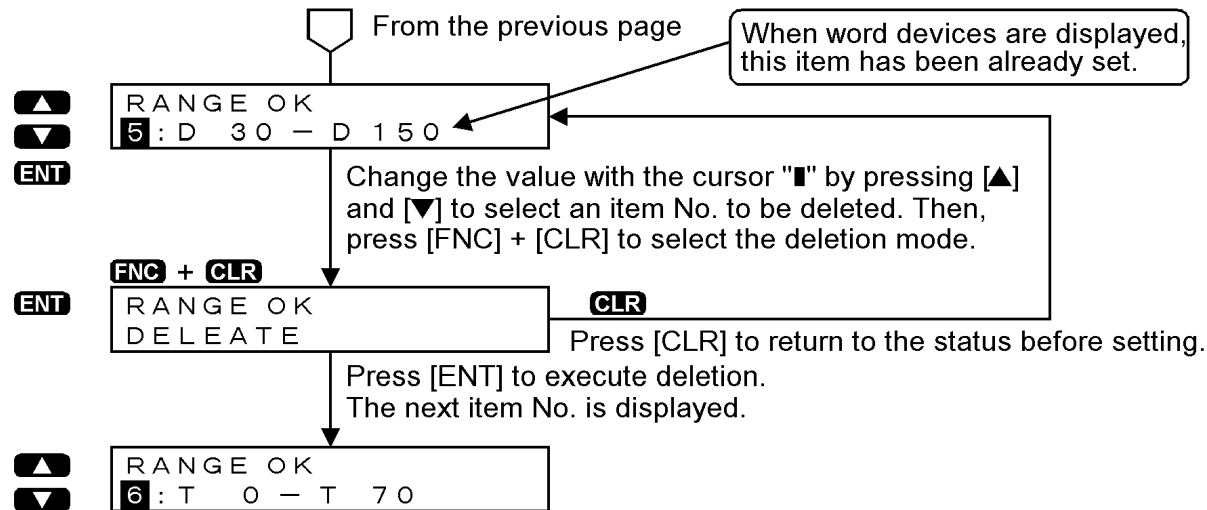 From the previous page
When word devices are displayed,
this item has been already set.
▲
▼
ENT
RANGE OK
5:D 30 — D 150
Change the value with the cursor "▮" by pressing [▲]
and [▼] to select an item No. to be deleted. Then,
press [FNC] + [CLR] to select the deletion mode.
FNC + CLR
ENT
RANGE OK
DELEATE
CLR
Press [CLR] to return to the status before setting.
Press [ENT] to execute deletion.
The next item No. is displayed.
▲
▼
RANGE OK
6:T 0 — T 70